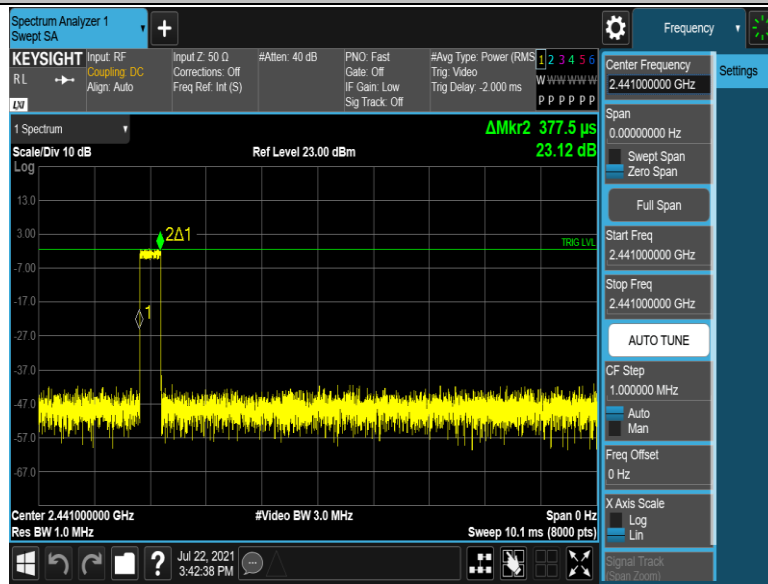 Spectrum Analyzer 1
Swept SA
+
Frequency
KEYSIGHT
RL
LXI
Input: RF
Coupling: DC
Align: Auto
Input Z: 50 Ω
Corrections: Off
Freq Ref: Int (S)
#Atten: 40 dB
PNO: Fast
Gate: Off
IF Gain: Low
Sig Track: Off
#Avg Type: Power (RMS
Trig: Video
Trig Delay: -2.000 ms
1 2 3 4 5 6
W W W W W W
P P P P P P
1 Spectrum
Scale/Div 10 dB
Ref Level 23.00 dBm
ΔMkr2 377.5 µs
23.12 dB
Log
13.0
3.00
-7.00
-17.0
-27.0
-37.0
-47.0
-57.0
-67.0
2Δ1
1
TRIG LVL
Center 2.441000000 GHz
Res BW 1.0 MHz
#Video BW 3.0 MHz
Span 0 Hz
Sweep 10.1 ms (8000 pts)
?
Jul 22, 2021
3:42:38 PM
Center Frequency
2.441000000 GHz
Settings
Span
0.00000000 Hz
Swept Span
Zero Span
Full Span
Start Freq
2.441000000 GHz
Stop Freq
2.441000000 GHz
AUTO TUNE
CF Step
1.000000 MHz
Auto
Man
Freq Offset
0 Hz
X Axis Scale
Log
Lin
Signal Track
(Span Zoom)